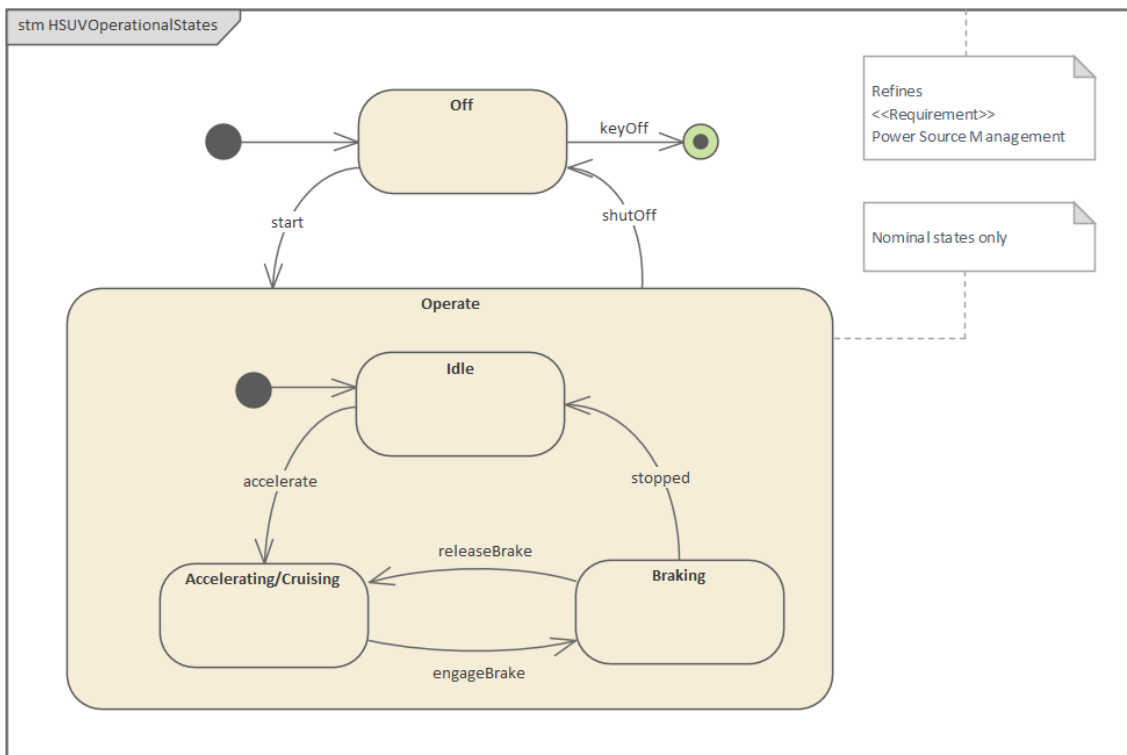 stm HSUVOperationalStates
Off
keyOff
Refines
<<Requirement>>
Power Source Management
start
shutOff
Nominal states only
Operate
Idle
accelerate
stopped
releaseBrake
Accelerating/Cruising
Braking
engageBrake